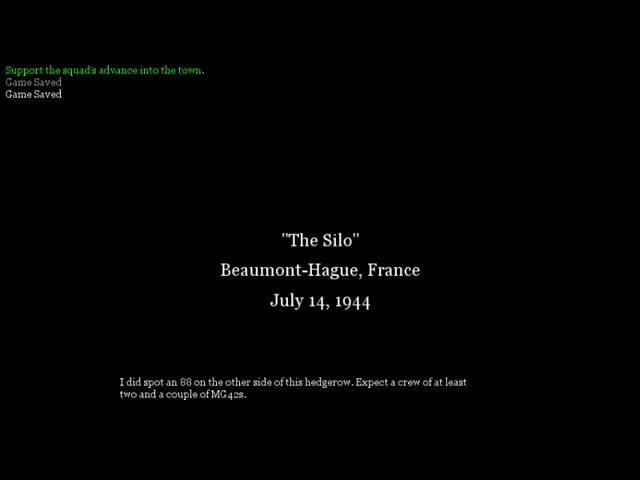 Support the squad's advance into the town.
Game Saved
Game Saved
"The Silo"
Beaumont-Hague, France
July 14, 1944
I did spot an 88 on the other side of this hedgerow. Expect a crew of at least
two and a couple of MG42s.